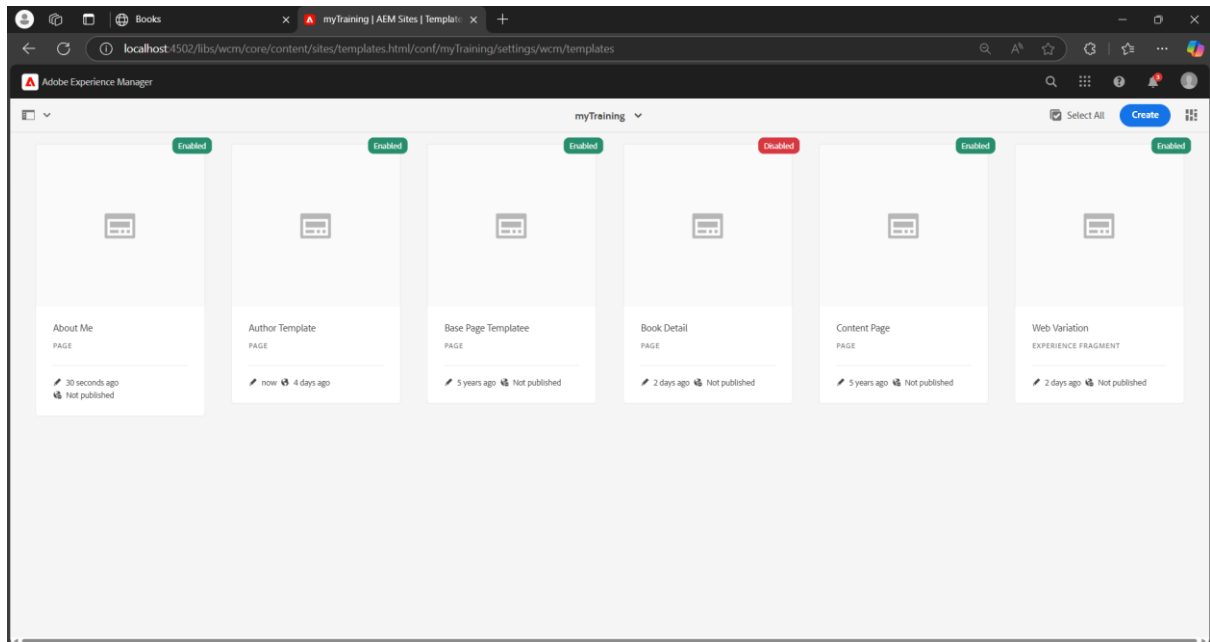 Books
myTraining | AEM Sites | Templat
localhost:4502/libs/wcm/core/content/sites/templates.html/conf/myTraining/settings/wcm/templates
Adobe Experience Manager
myTraining
Select All
Create
Enabled
Enabled
Enabled
Disabled
Enabled
Enabled
About Me
PAGE
30 seconds ago
Not published
Author Template
PAGE
now 4 days ago
Base Page Templatee
PAGE
5 years ago Not published
Book Detail
PAGE
2 days ago Not published
Content Page
PAGE
5 years ago Not published
Web Variation
EXPERIENCE FRAGMENT
2 days ago Not published